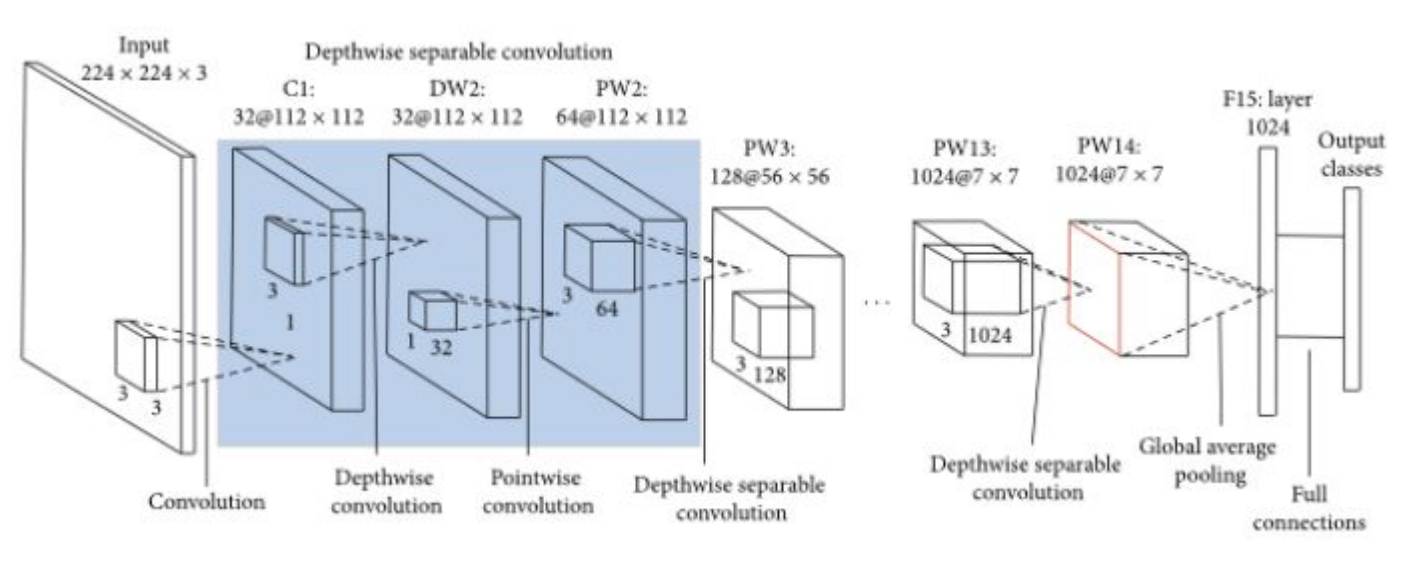 Input
224 × 224 × 3
Depthwise separable convolution
C1:
32@112 × 112
DW2:
32@112 × 112
PW2:
64@112 × 112
PW3:
128@56 × 56
PW13:
1024@7 × 7
PW14:
1024@7 × 7
F15: layer
1024
Output
classes
3
3
3
1
1
32
3
64
3
128
...
3
1024
Convolution
Depthwise
convolution
Pointwise
convolution
Depthwise separable
convolution
Depthwise separable
convolution
Global average
pooling
Full
connections